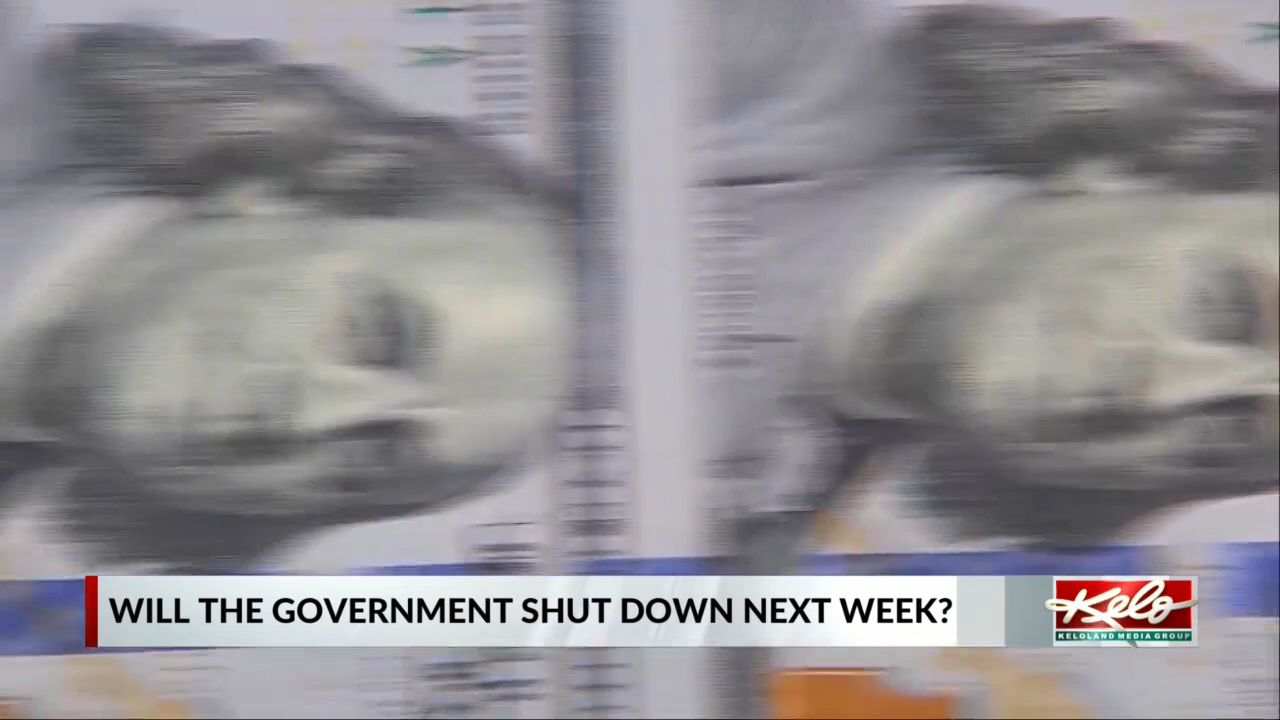 WILL THE GOVERNMENT SHUT DOWN NEXT WEEK?
Kelo
KELOLAND MEDIA GROUP